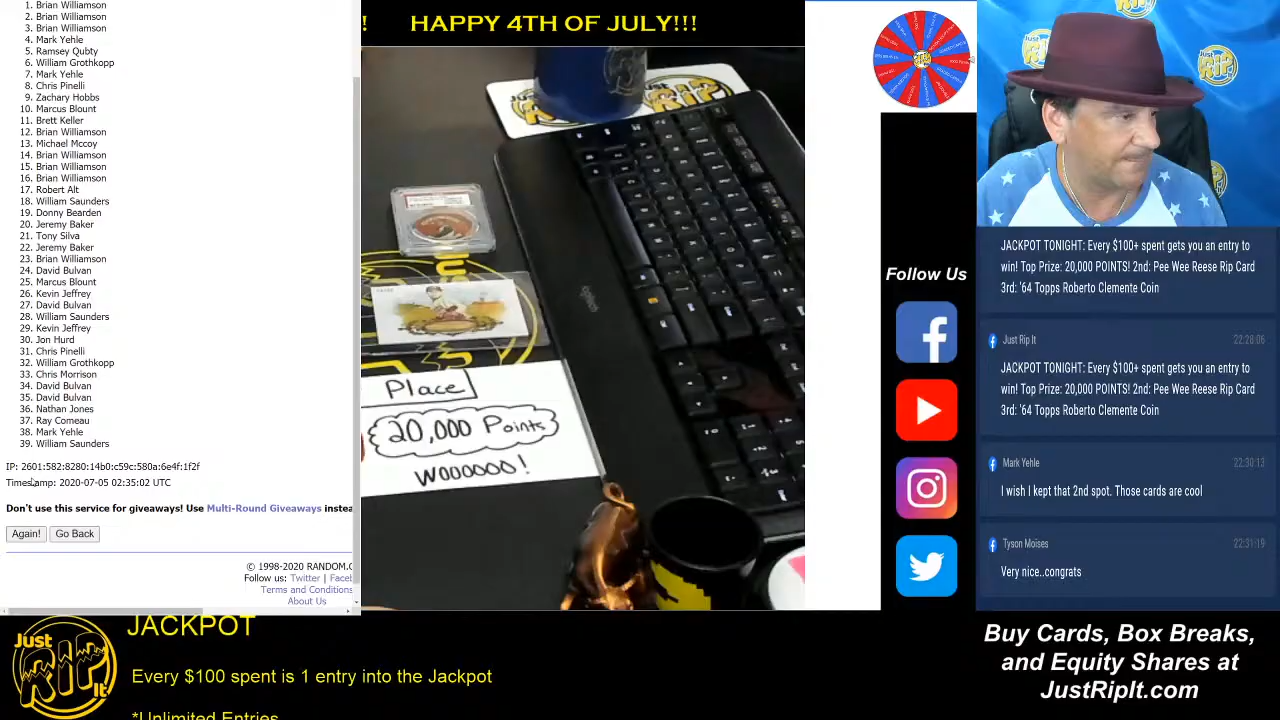 ! HAPPY 4TH OF JULY!!!
1. Brian Williamson
2. Brian Williamson
3. Brian Williamson
4. Mark Yehle
5. Ramsey Qubty
6. William Grothkopp
7. Mark Yehle
8. Chris Pinelli
9. Zachary Hobbs
10. Marcus Blount
11. Brett Keller
12. Brian Williamson
13. Michael Mccoy
14. Brian Williamson
15. Brian Williamson
16. Brian Williamson
17. Robert Alt
18. William Saunders
19. Donny Bearden
20. Jeremy Baker
21. Tony Silva
22. Jeremy Baker
23. Brian Williamson
24. David Bulvan
25. Marcus Blount
26. Kevin Jeffrey
27. David Bulvan
28. William Saunders
29. Kevin Jeffrey
30. Jon Hurd
31. Chris Pinelli
32. William Grothkopp
33. Chris Morrison
34. David Bulvan
35. David Bulvan
36. Nathan Jones
37. Ray Comeau
38. Mark Yehle
39. William Saunders
IP: 2601:582:8280:14b0:c59c:580a:6e4f:1f2f
Timestamp: 2020-07-05 02:35:02 UTC
Don't use this service for giveaways! Use Multi-Round Giveaways instea
Again! Go Back
© 1998-2020 RANDOM.
Follow us: Twitter |
Terms and Conditions
About Us
Place
20,000 Points
WOOOOOO!
logitech
Follow Us
JACKPOT TONIGHT: Every $100+ spent gets you an entry to
win! Top Prize: 20,000 POINTS! 2nd: Pee Wee Reese Rip Card
3rd: '64 Topps Roberto Clemente Coin
Just Rip It 22:28:06
JACKPOT TONIGHT: Every $100+ spent gets you an entry to
win! Top Prize: 20,000 POINTS! 2nd: Pee Wee Reese Rip Card
3rd: '64 Topps Roberto Clemente Coin
Mark Yehle 22:30:13
I wish I kept that 2nd spot. Those cards are cool
Tyson Moises 22:31:19
Very nice..congrats
Just
RIP
It
JACKPOT
Every $100 spent is 1 entry into the Jackpot
*Unlimited Entries
Buy Cards, Box Breaks,
and Equity Shares at
JustRipIt.com